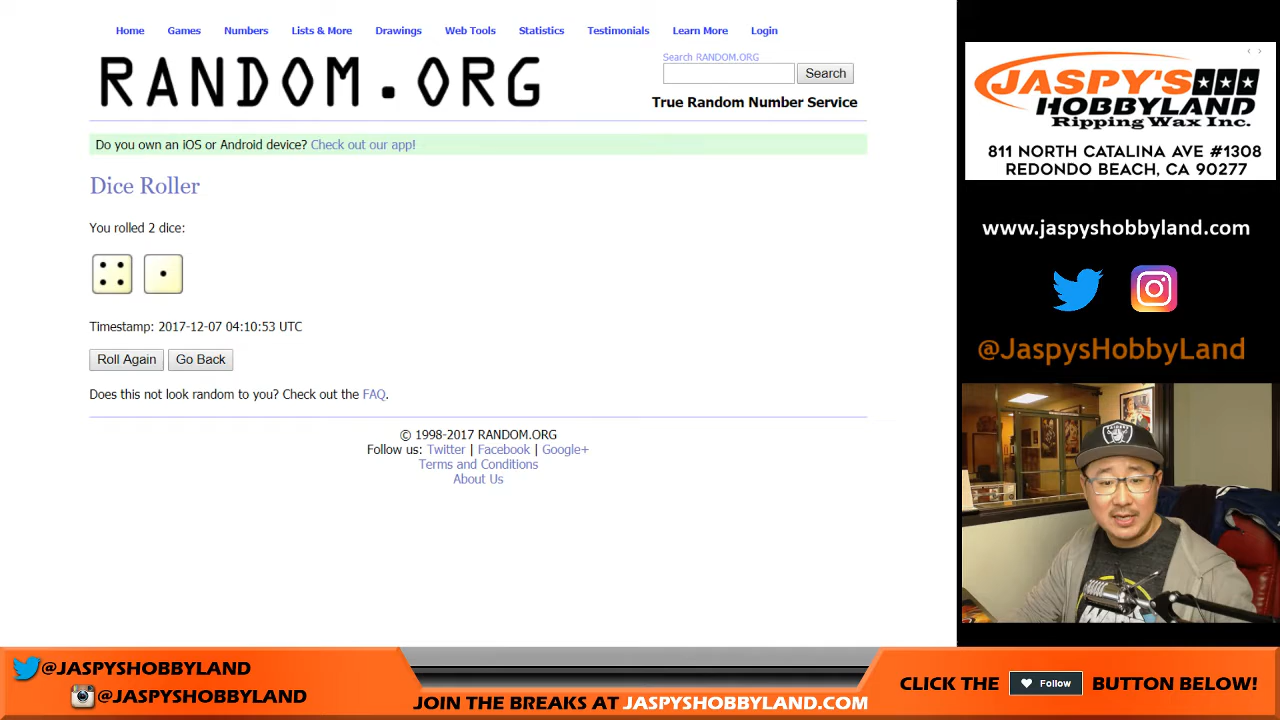 Home Games Numbers Lists & More Drawings Web Tools Statistics Testimonials Learn More Login
RANDOM.ORG
Search RANDOM.ORG
Search
True Random Number Service
Do you own an iOS or Android device? Check out our app!
Dice Roller
You rolled 2 dice:
Timestamp: 2017-12-07 04:10:53 UTC
Roll Again Go Back
Does this not look random to you? Check out the FAQ.
© 1998-2017 RANDOM.ORG
Follow us: Twitter | Facebook | Google+
Terms and Conditions
About Us
JASPY'S
HOBBYLAND
Ripping Wax Inc.
811 NORTH CATALINA AVE #1308
REDONDO BEACH, CA 90277
www.jaspyshobbyland.com
@JaspysHobbyLand
RAIDERS
@JASPYSHOBBYLAND
@JASPYSHOBBYLAND
JOIN THE BREAKS AT JASPYSHOBBYLAND.COM
CLICK THE Follow BUTTON BELOW!